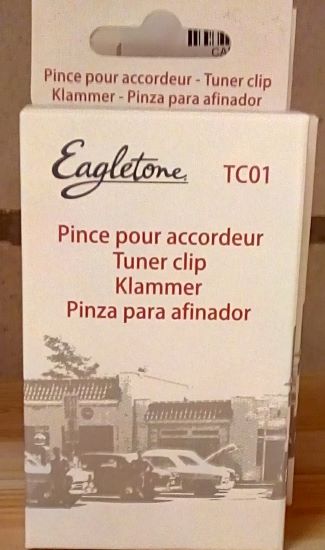 CA
Pince pour accordeur - Tuner clip
Klammer - Pinza para afinador
Eagletone. TC01
Pince pour accordeur
Tuner clip
Klammer
Pinza para afinador